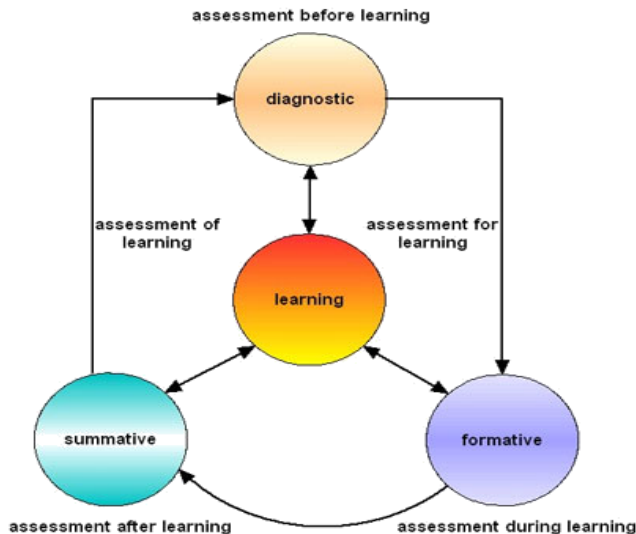 assessment before learning
diagnostic
assessment of
learning
assessment for
learning
learning
summative
formative
assessment after learning
assessment during learning